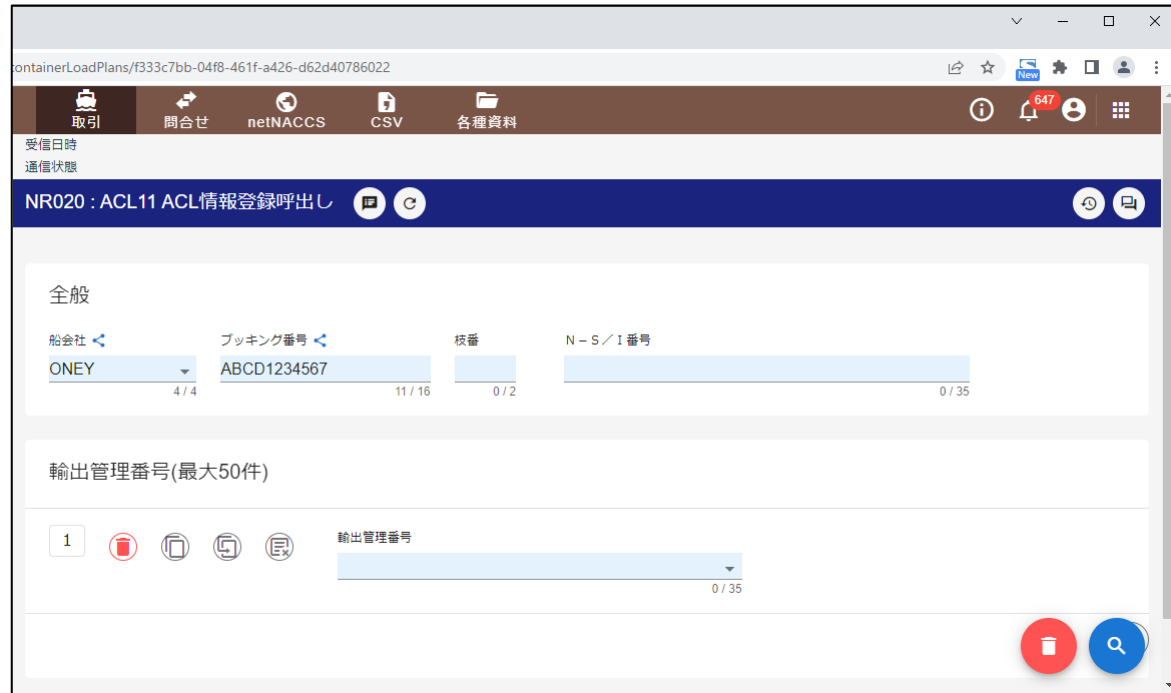 ontainerLoadPlans/f333c7bb-04f8-461f-a426-d62d40786022
New
取引 問合せ netNACCS CSV 各種資料 647
受信日時
通信状態
NR020 : ACL11 ACL情報登録呼出し
全般
船会社 ブッキング番号 枝番 N－S／I番号
ONEY ABCD1234567
4 / 4 11 / 16 0 / 2 0 / 35
輸出管理番号(最大50件)
1 輸出管理番号
0 / 35